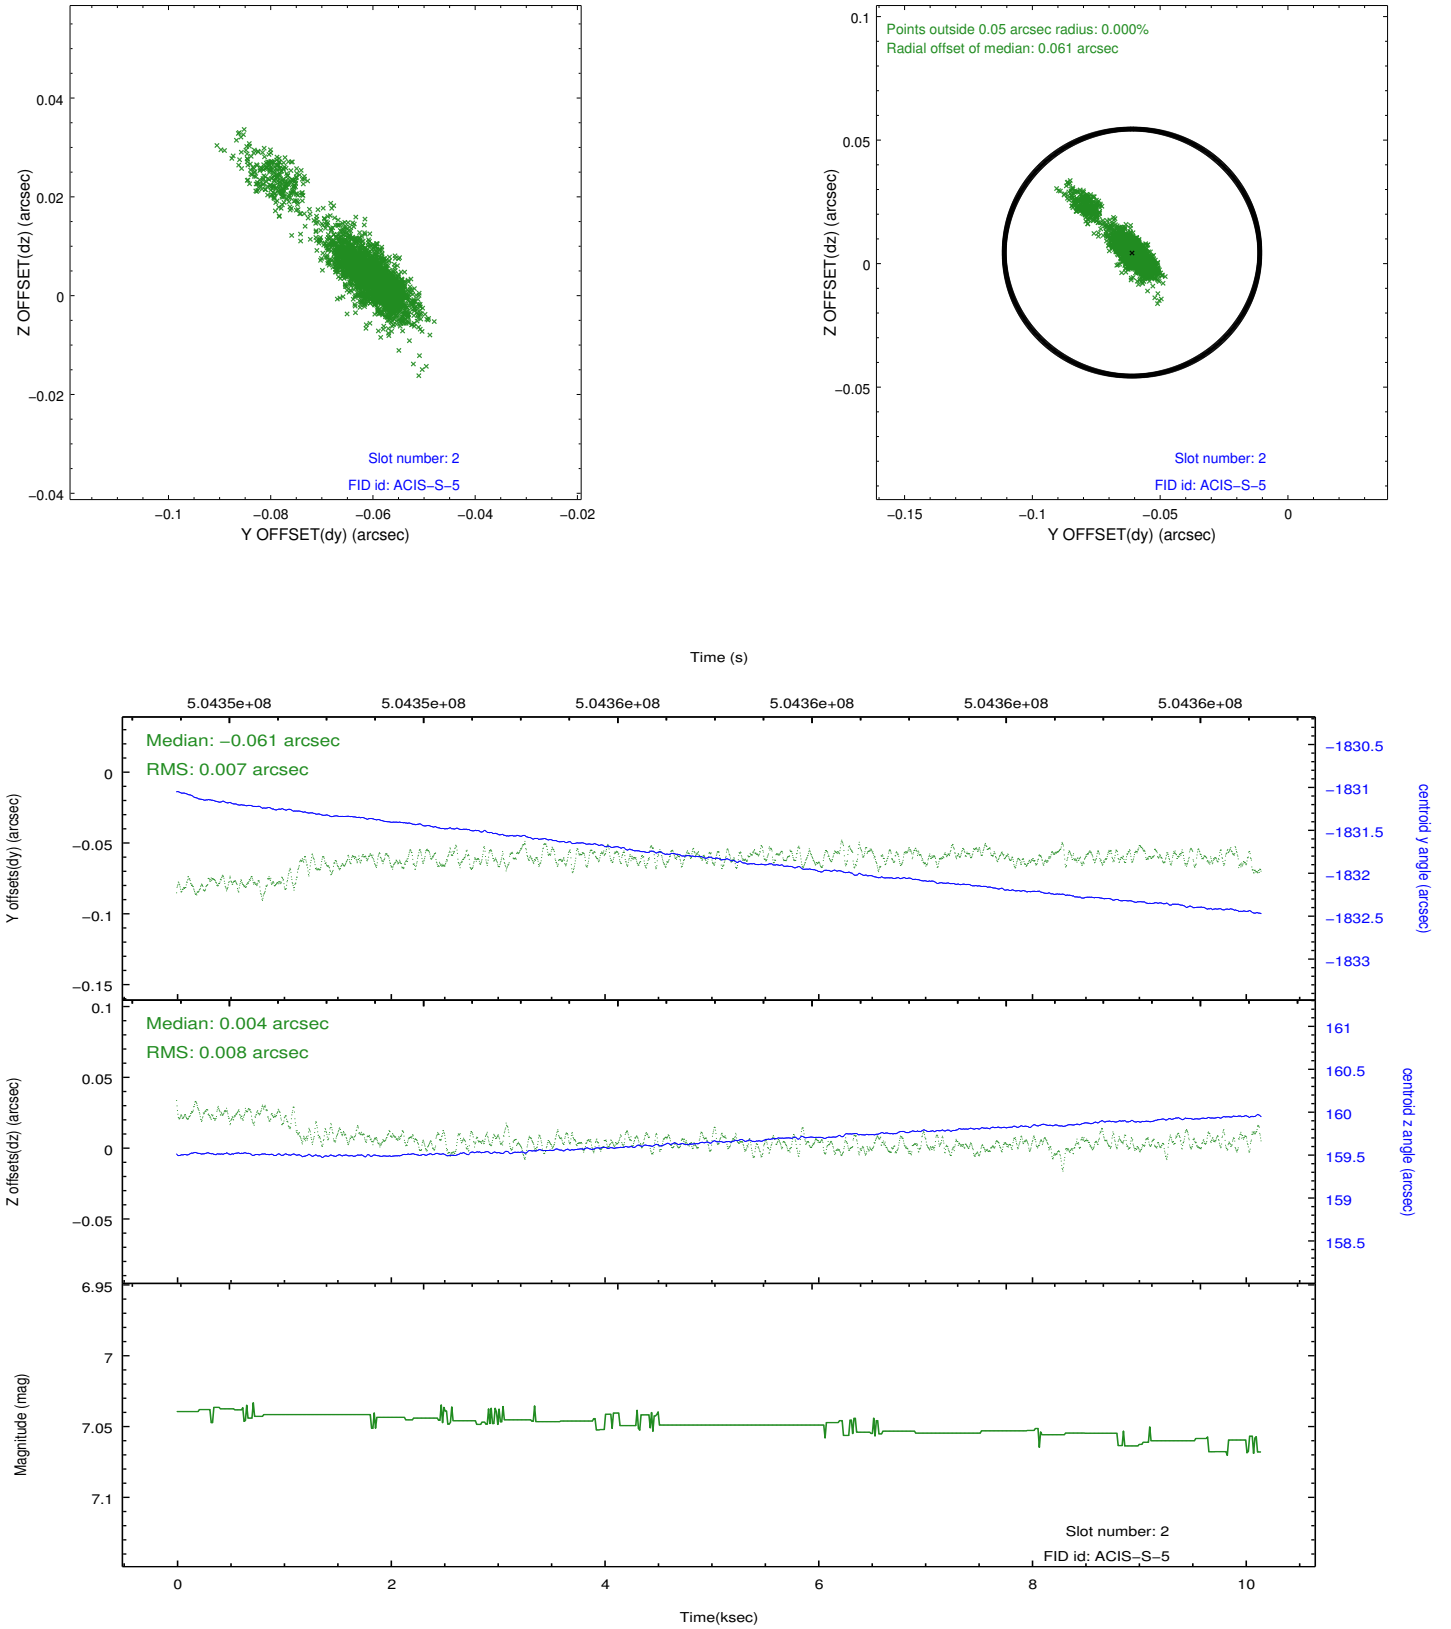 0.04
0.02
0
−0.02
−0.04
Z OFFSET(dz) (arcsec)
Slot number: 2
FID id: ACIS−S−5
−0.1
−0.08
−0.06
−0.04
−0.02
Y OFFSET(dy) (arcsec)
0.1
0.05
0
−0.05
Z OFFSET(dz) (arcsec)
Points outside 0.05 arcsec radius: 0.000%
Radial offset of median: 0.061 arcsec
Slot number: 2
FID id: ACIS−S−5
−0.15
−0.1
−0.05
0
Y OFFSET(dy) (arcsec)
Time (s)
5.0435e+08
5.0435e+08
5.0436e+08
5.0436e+08
5.0436e+08
5.0436e+08
Median: −0.061 arcsec
RMS: 0.007 arcsec
0
−0.05
−0.1
−0.15
Y offsets(dy) (arcsec)
−1830.5
−1831
−1831.5
−1832
−1832.5
−1833
centroid y angle (arcsec)
Median: 0.004 arcsec
RMS: 0.008 arcsec
0.1
0.05
0
−0.05
Z offsets(dz) (arcsec)
161
160.5
160
159.5
159
158.5
centroid z angle (arcsec)
6.95
7
7.05
7.1
Magnitude (mag)
Slot number: 2
FID id: ACIS−S−5
0
2
4
6
8
10
Time(ksec)